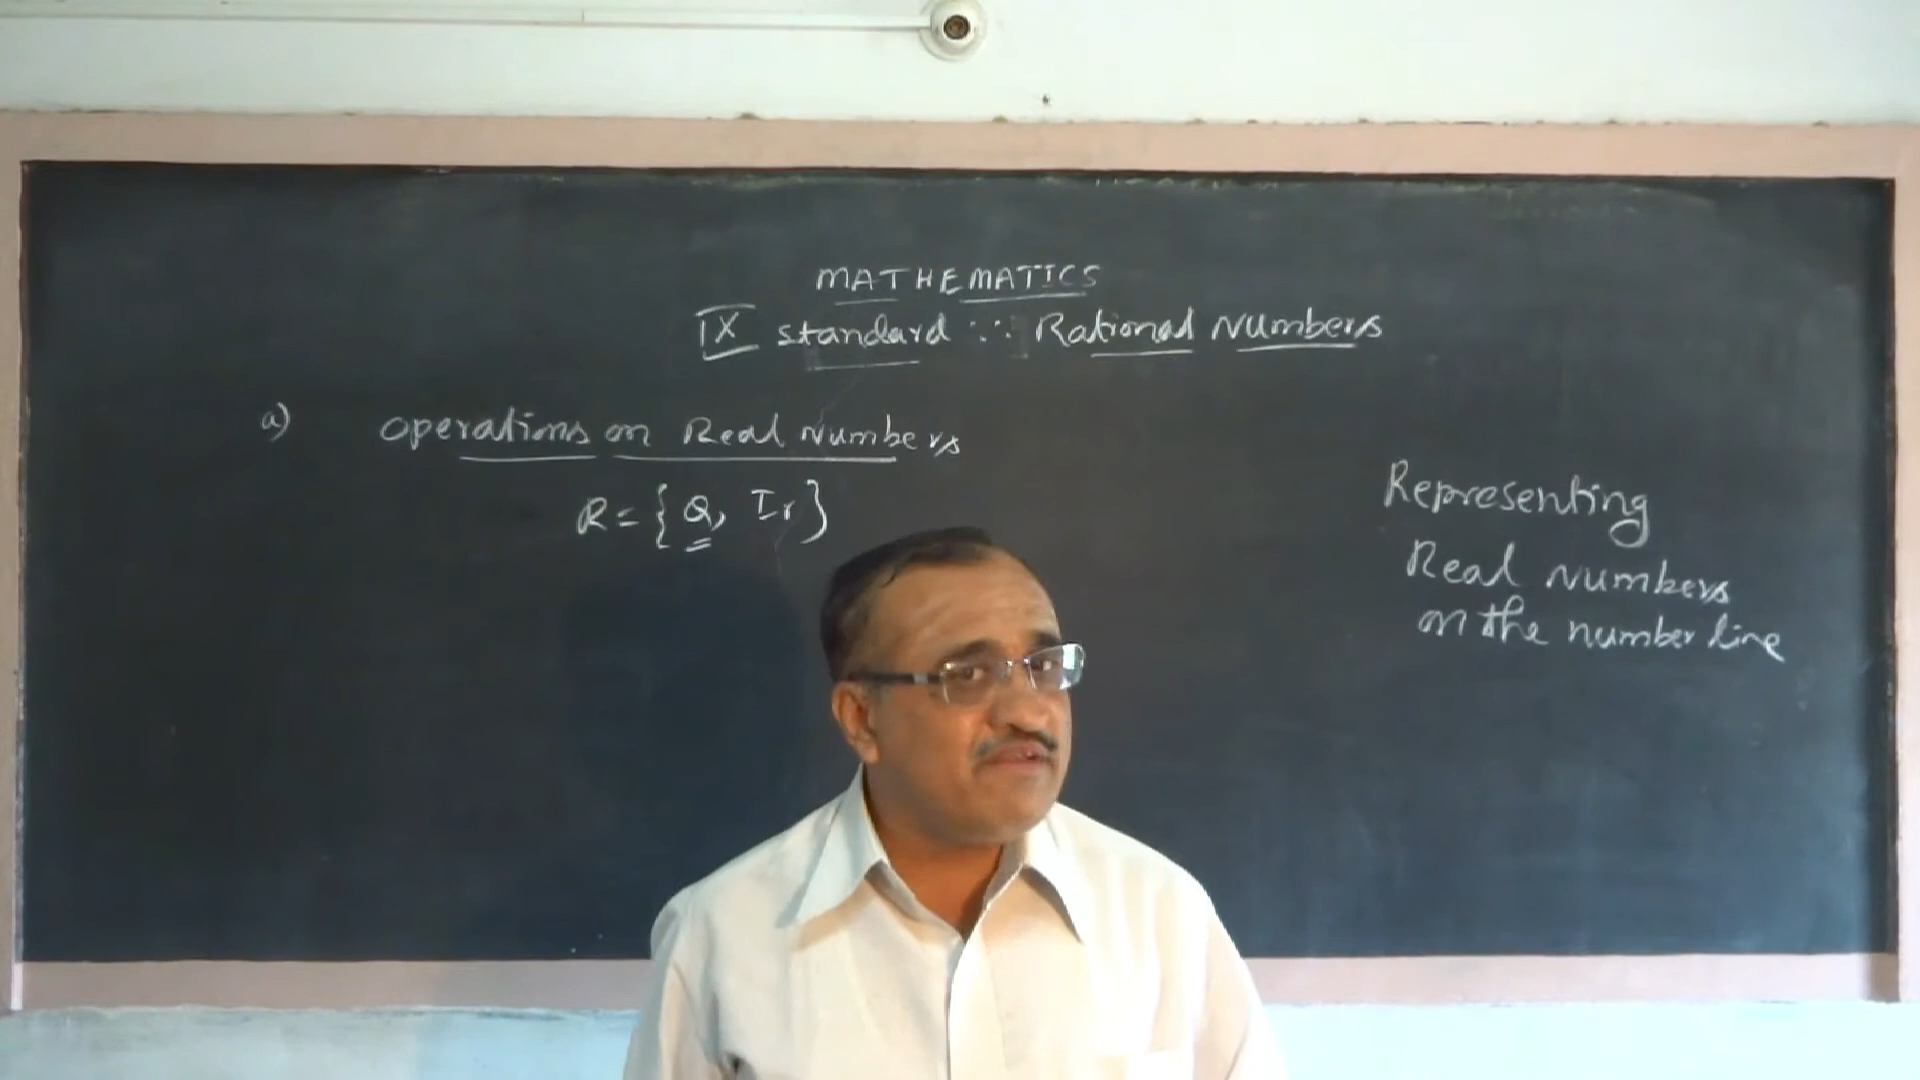 MATHEMATICS
IX standard ∵∴ Rational Numbers
a) Operations on Real Numbers
R = {Q, Ir}
Representing
Real Numbers
on the number line